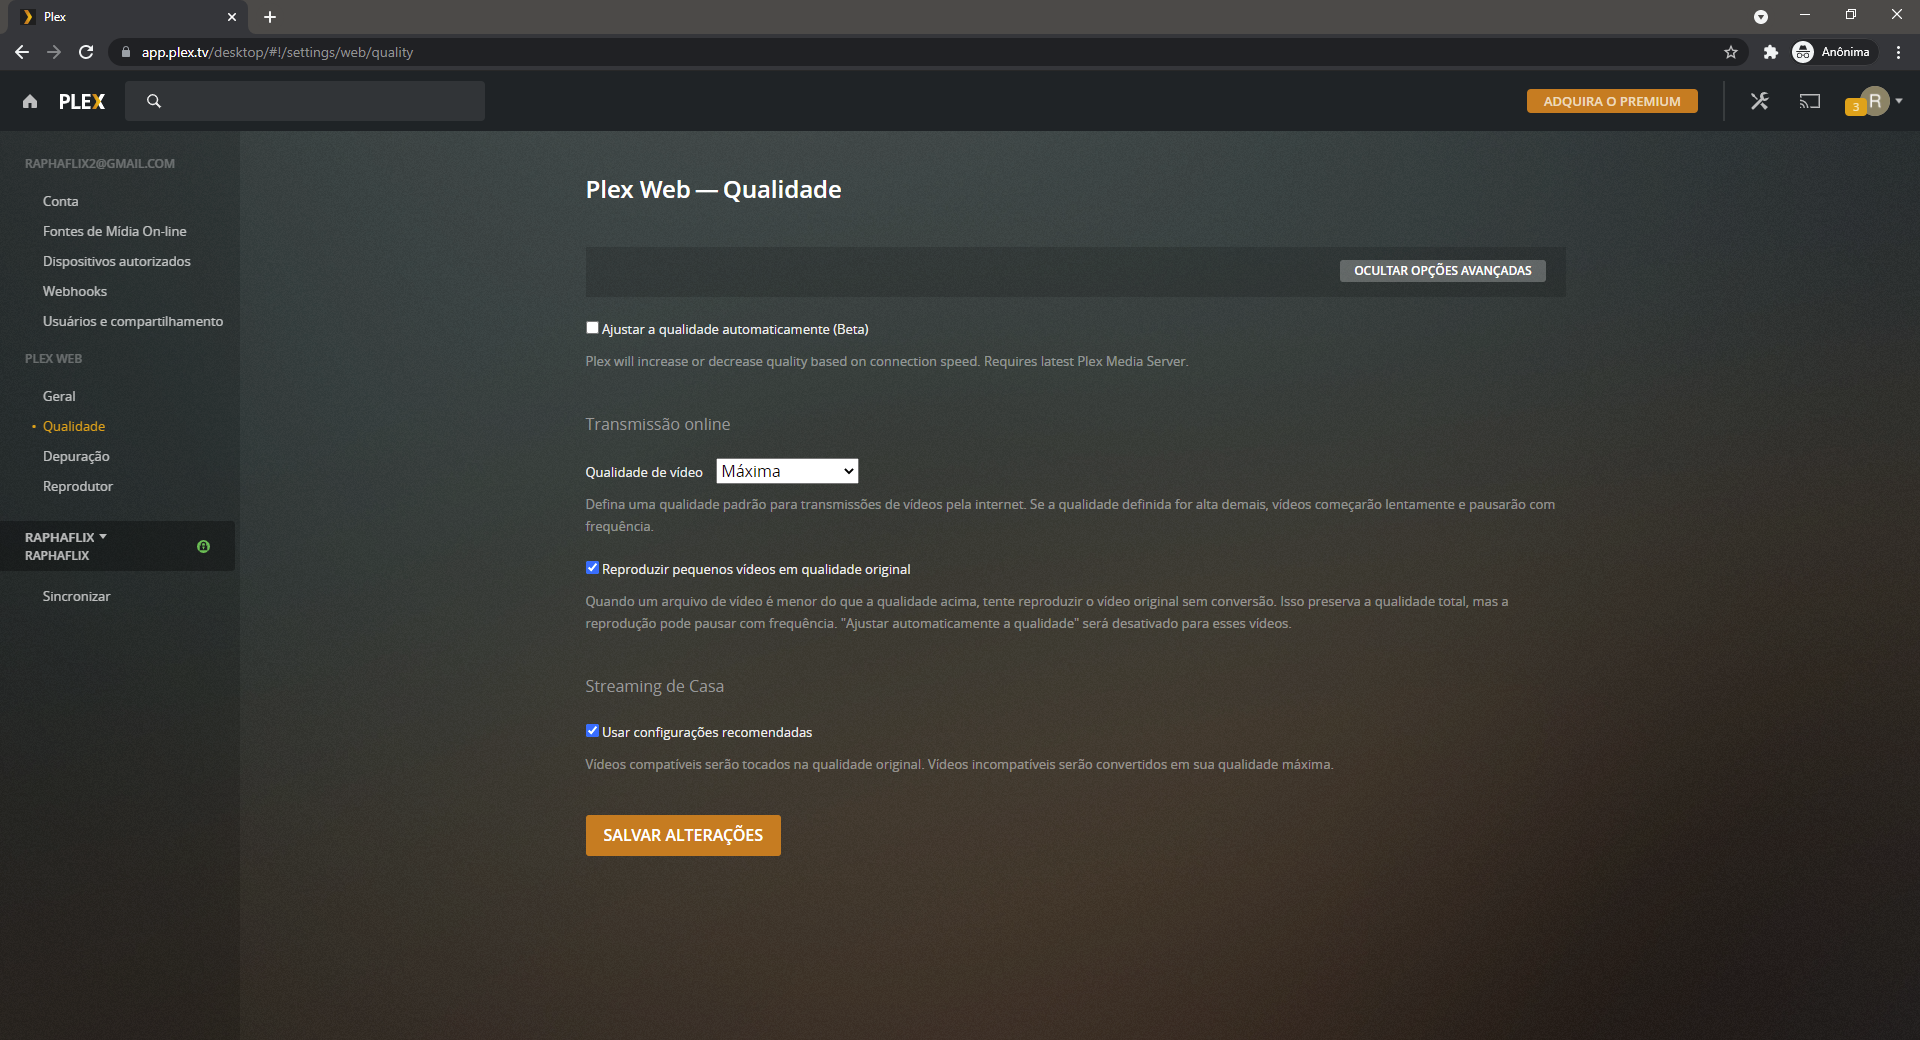 Plex
app.plex.tv/desktop/#!/settings/web/quality
Anônima
PLEX
ADQUIRA O PREMIUM
3
R
RAPHAFLIX2@GMAIL.COM
Conta
Fontes de Mídia On-line
Dispositivos autorizados
Webhooks
Usuários e compartilhamento
PLEX WEB
Geral
Qualidade
Depuração
Reprodutor
RAPHAFLIX
RAPHAFLIX
Sincronizar
Plex Web — Qualidade
OCULTAR OPÇÕES AVANÇADAS
Ajustar a qualidade automaticamente (Beta)
Plex will increase or decrease quality based on connection speed. Requires latest Plex Media Server.
Transmissão online
Qualidade de vídeo Máxima
Defina uma qualidade padrão para transmissões de vídeos pela internet. Se a qualidade definida for alta demais, vídeos começarão lentamente e pausarão com
frequência.
Reproduzir pequenos vídeos em qualidade original
Quando um arquivo de vídeo é menor do que a qualidade acima, tente reproduzir o vídeo original sem conversão. Isso preserva a qualidade total, mas a
reprodução pode pausar com frequência. "Ajustar automaticamente a qualidade" será desativado para esses vídeos.
Streaming de Casa
Usar configurações recomendadas
Vídeos compatíveis serão tocados na qualidade original. Vídeos incompatíveis serão convertidos em sua qualidade máxima.
SALVAR ALTERAÇÕES